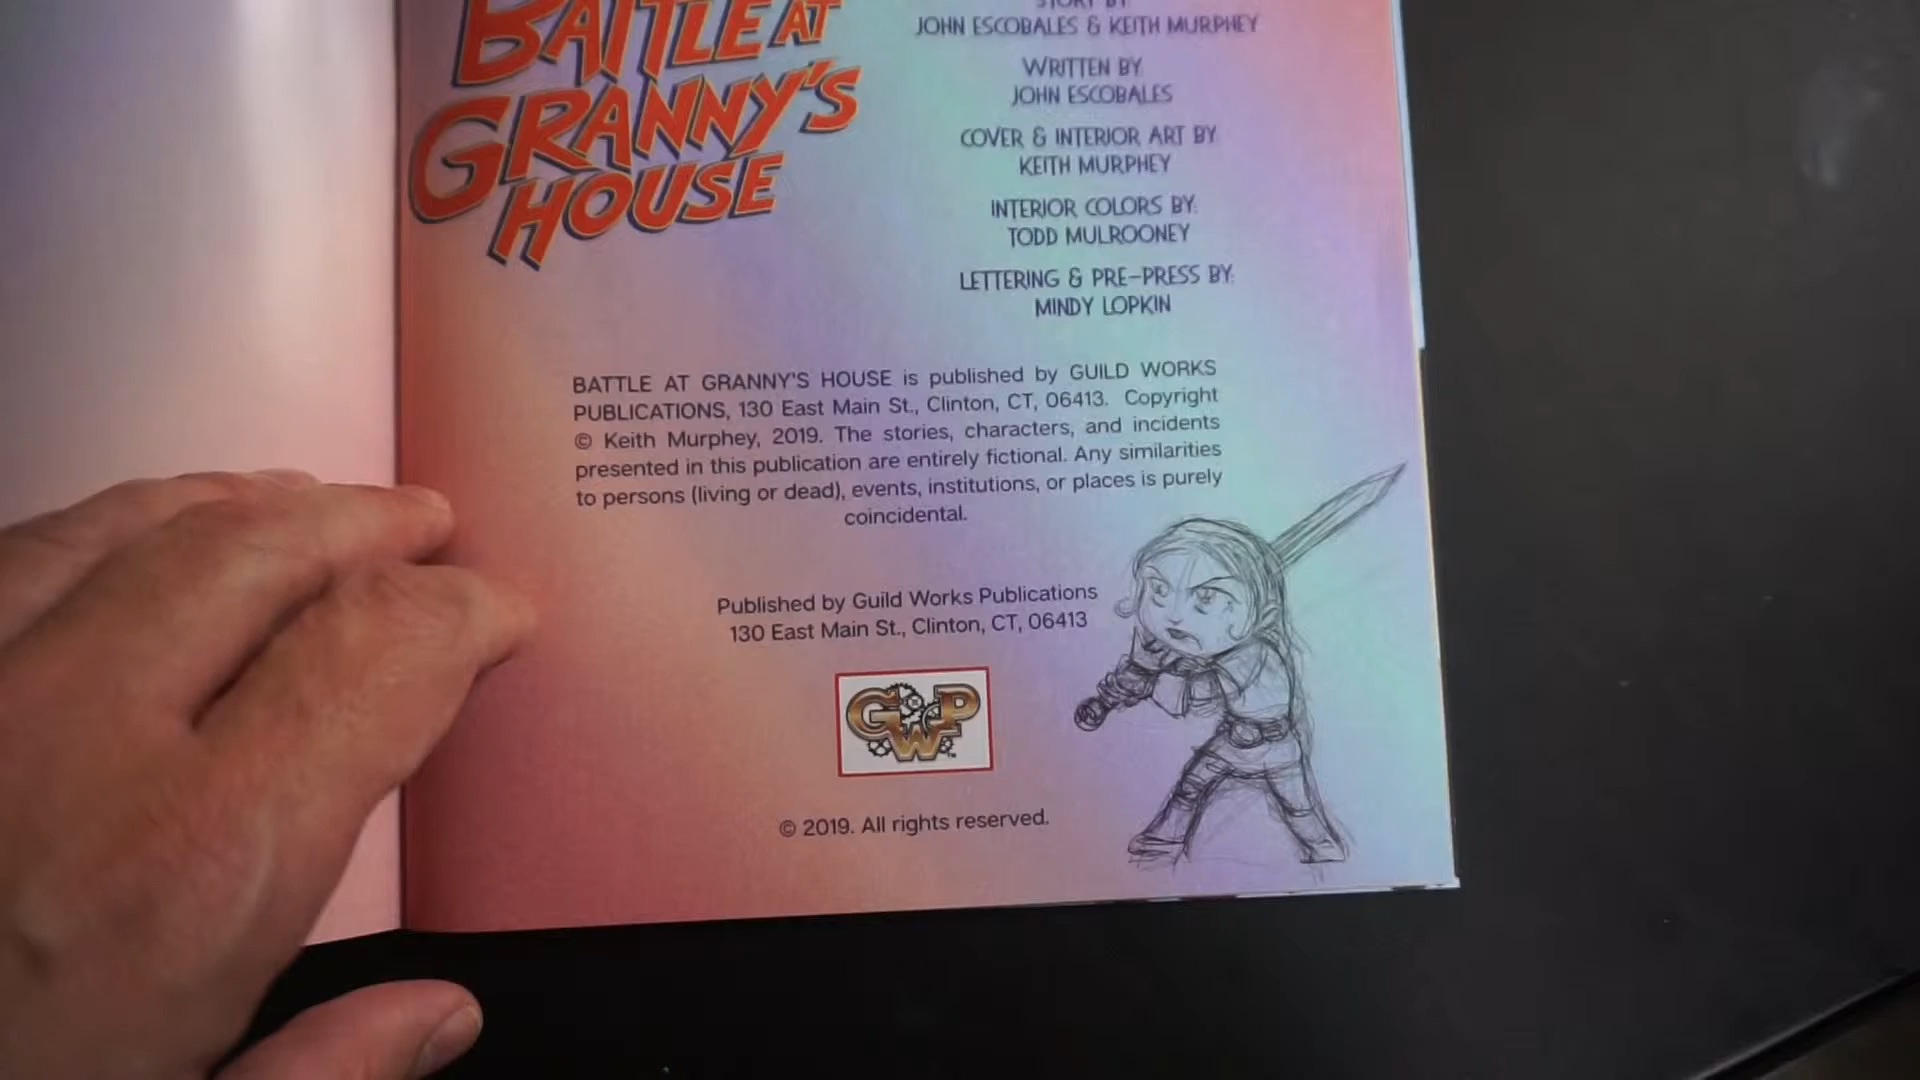 BATTLE AT
GRANNY'S
HOUSE
STORY BY:
JOHN ESCOBALES & KEITH MURPHEY
WRITTEN BY:
JOHN ESCOBALES
COVER & INTERIOR ART BY:
KEITH MURPHEY
INTERIOR COLORS BY:
TODD MULROONEY
LETTERING & PRE-PRESS BY:
MINDY LOPKIN
BATTLE AT GRANNY'S HOUSE is published by GUILD WORKS
PUBLICATIONS, 130 East Main St., Clinton, CT, 06413. Copyright
© Keith Murphey, 2019. The stories, characters, and incidents
presented in this publication are entirely fictional. Any similarities
to persons (living or dead), events, institutions, or places is purely
coincidental.
Published by Guild Works Publications
130 East Main St., Clinton, CT, 06413
GWP
© 2019. All rights reserved.